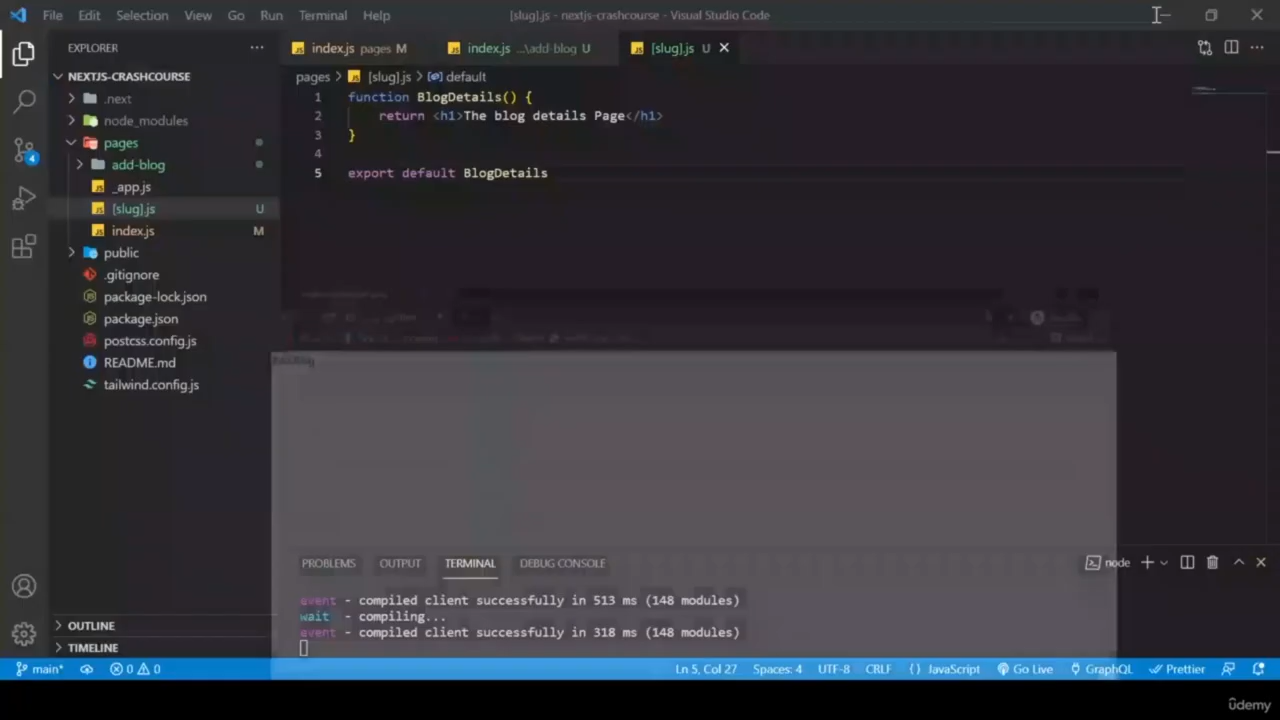 File Edit Selection View Go Run Terminal Help [slug].js - nextjs-crashcourse - Visual Studio Code
EXPLORER
index.js pages M index.js ...\add-blog U [slug].js U
NEXTJS-CRASHCOURSE
pages > [slug].js > default
.next
node_modules
pages
add-blog
_app.js
[slug].js U
index.js M
public
.gitignore
package-lock.json
package.json
postcss.config.js
README.md
tailwind.config.js
1 function BlogDetails() {
2 return <h1>The blog details Page</h1>
3 }
4
5 export default BlogDetails
4
PROBLEMS OUTPUT TERMINAL DEBUG CONSOLE node
event - compiled client successfully in 513 ms (148 modules)
wait - compiling...
event - compiled client successfully in 318 ms (148 modules)
OUTLINE
TIMELINE
main* 0 0 Ln 5, Col 27 Spaces: 4 UTF-8 CRLF {} JavaScript Go Live GraphQL Prettier
ûdemy